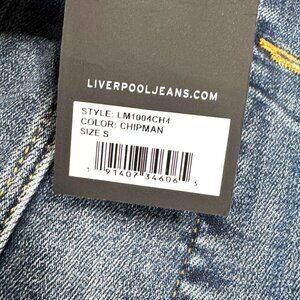 LIVERPOOLJEANS.COM
STYLE: LM1004CH4
COLOR: CHIPMAN
SIZE S
1 91407 34606 5